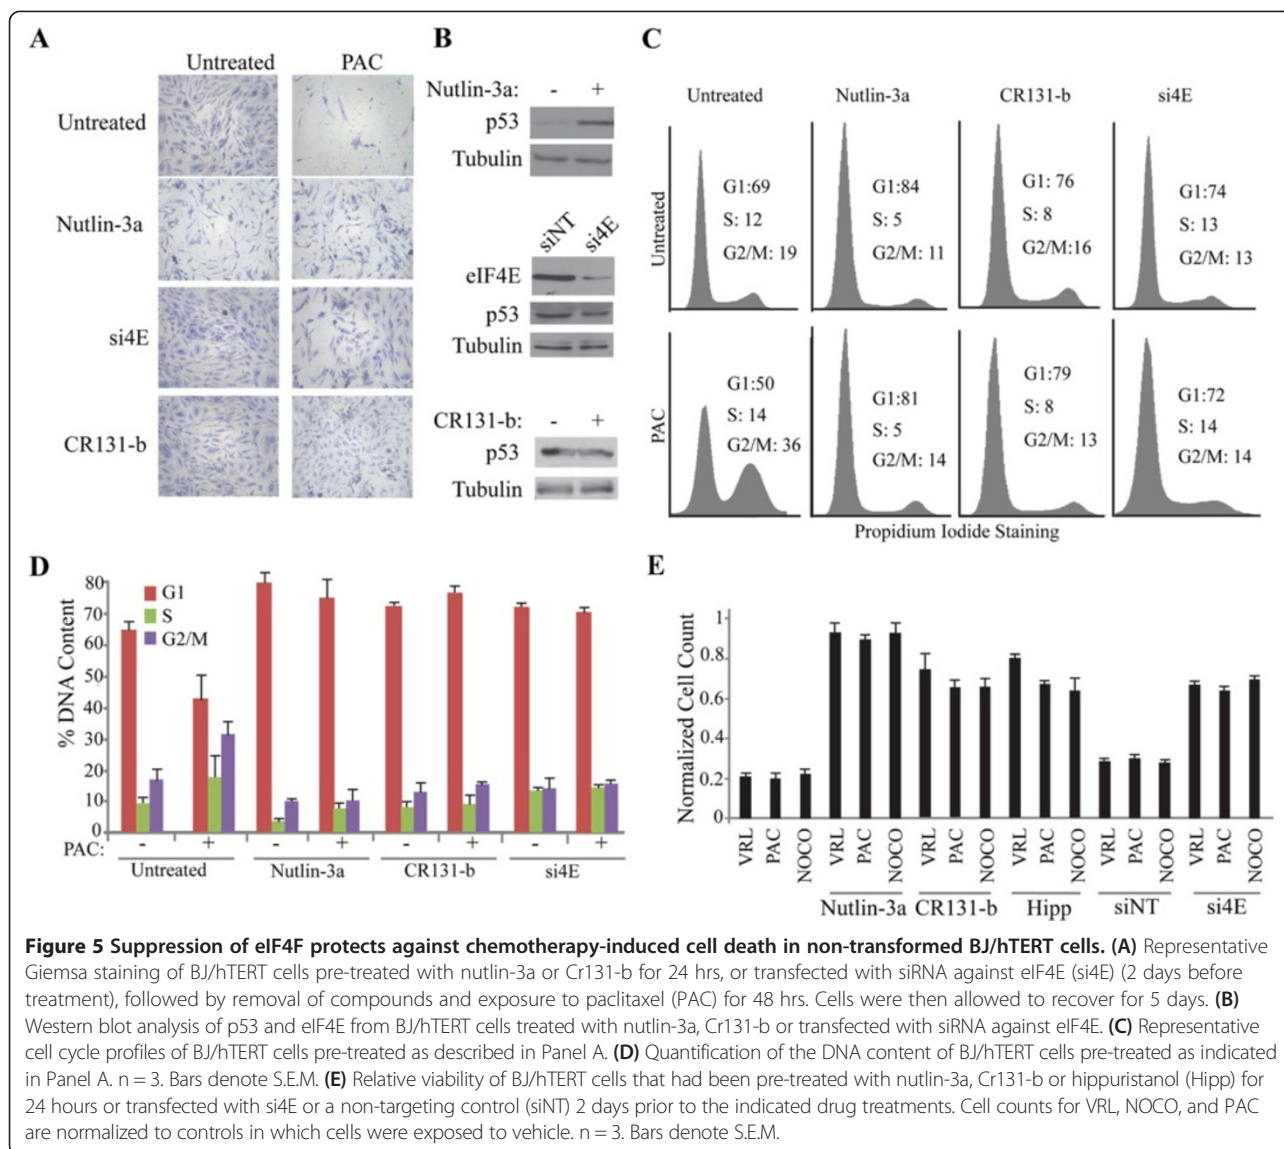 A
Untreated PAC
Untreated
Nutlin-3a
si4E
CR131-b
B
Nutlin-3a: - +
p53
Tubulin
siNT si4E
eIF4E
p53
Tubulin
CR131-b: - +
p53
Tubulin
C
Untreated Nutlin-3a CR131-b si4E
Untreated
G1:69
S: 12
G2/M: 19
G1:84
S: 5
G2/M: 11
G1: 76
S: 8
G2/M:16
G1:74
S: 13
G2/M: 13
PAC
G1:50
S: 14
G2/M: 36
G1:81
S: 5
G2/M: 14
G1:79
S: 8
G2/M: 13
G1:72
S: 14
G2/M: 14
Propidium Iodide Staining
D
% DNA Content
80
70
60
50
40
30
20
10
0
G1
S
G2/M
PAC: - + - + - + - +
Untreated Nutlin-3a CR131-b si4E
E
Normalized Cell Count
1
0.8
0.6
0.4
0.2
0
VRL PAC NOCO VRL PAC NOCO VRL PAC NOCO VRL PAC NOCO VRL PAC NOCO VRL PAC NOCO
Nutlin-3a CR131-b Hipp siNT si4E
Figure 5 Suppression of eIF4F protects against chemotherapy-induced cell death in non-transformed BJ/hTERT cells. (A) Representative
Giemsa staining of BJ/hTERT cells pre-treated with nutlin-3a or Cr131-b for 24 hrs, or transfected with siRNA against eIF4E (si4E) (2 days before
treatment), followed by removal of compounds and exposure to paclitaxel (PAC) for 48 hrs. Cells were then allowed to recover for 5 days. (B)
Western blot analysis of p53 and eIF4E from BJ/hTERT cells treated with nutlin-3a, Cr131-b or transfected with siRNA against eIF4E. (C) Representative
cell cycle profiles of BJ/hTERT cells pre-treated as described in Panel A. (D) Quantification of the DNA content of BJ/hTERT cells pre-treated as indicated
in Panel A. n = 3. Bars denote S.E.M. (E) Relative viability of BJ/hTERT cells that had been pre-treated with nutlin-3a, Cr131-b or hippuristanol (Hipp) for
24 hours or transfected with si4E or a non-targeting control (siNT) 2 days prior to the indicated drug treatments. Cell counts for VRL, NOCO, and PAC
are normalized to controls in which cells were exposed to vehicle. n = 3. Bars denote S.E.M.